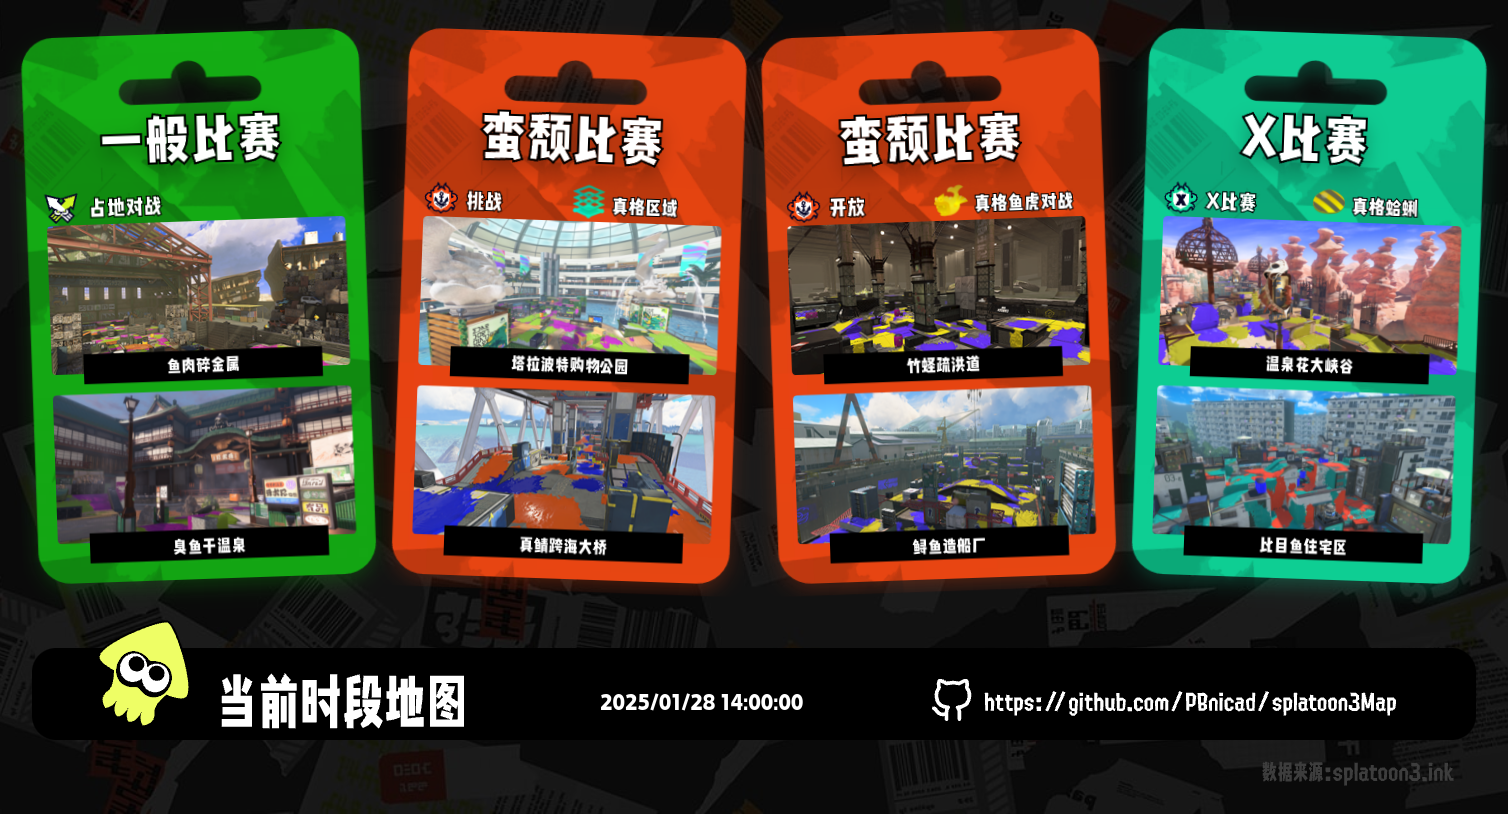 一般比赛
占地对战
鱼肉碎金属
臭鱼干温泉
蛮颓比赛
挑战
真格区域
塔拉波特购物公园
真鲭跨海大桥
蛮颓比赛
开放
真格鱼虎对战
竹蛏疏洪道
鲟鱼造船厂
X比赛
X比赛
真格蛤蜊
温泉花大峡谷
比目鱼住宅区
当前时段地图
2025/01/28 14:00:00
https://github.com/PBnicad/splatoon3Map
数据来源:splatoon3.ink